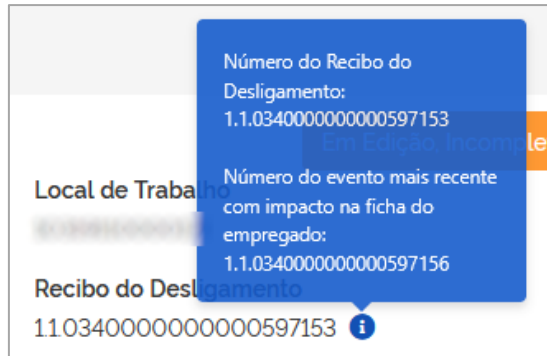 Número do Recibo do
Desligamento:
1.1.0340000000000597153
Em Edição, Incomple
Número do evento mais recente
com impacto na ficha do
empregado:
1.1.0340000000000597156
Local de Trabalho
Recibo do Desligamento
1.1.0340000000000597153